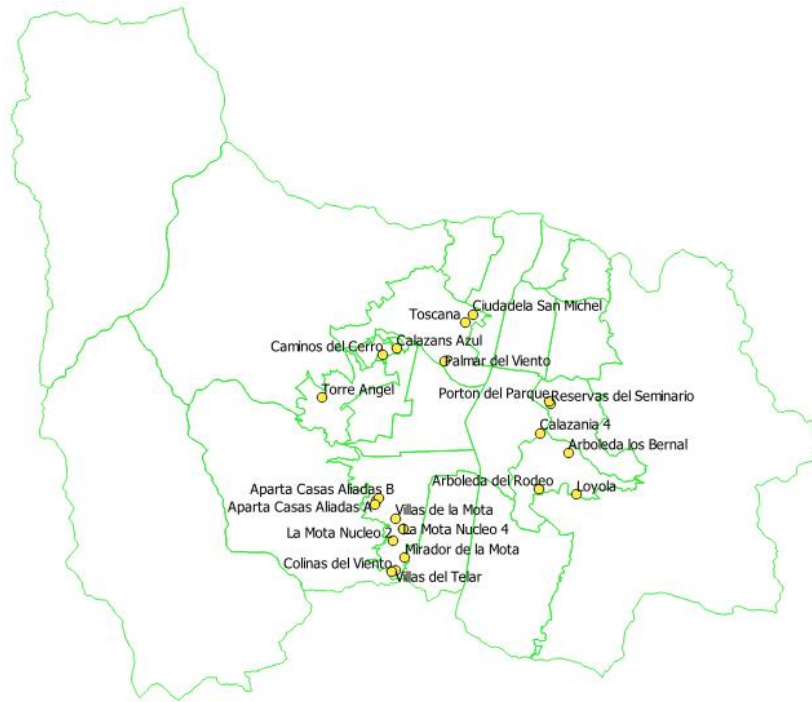 Ciudadela San Michel
Toscana
Calazans Azul
Caminos del Cerro
Palmar del Viento
Torre Angel
Porton del Parque
Reservas del Seminario
Calazania 4
Arboleda los Bernal
Arboleda del Rodeo
Loyola
Aparta Casas Aliadas B
Aparta Casas Aliadas A
Villas de la Mota
La Mota Nucleo 4
La Mota Nucleo 2
Mirador de la Mota
Colinas del Viento
Villas del Telar